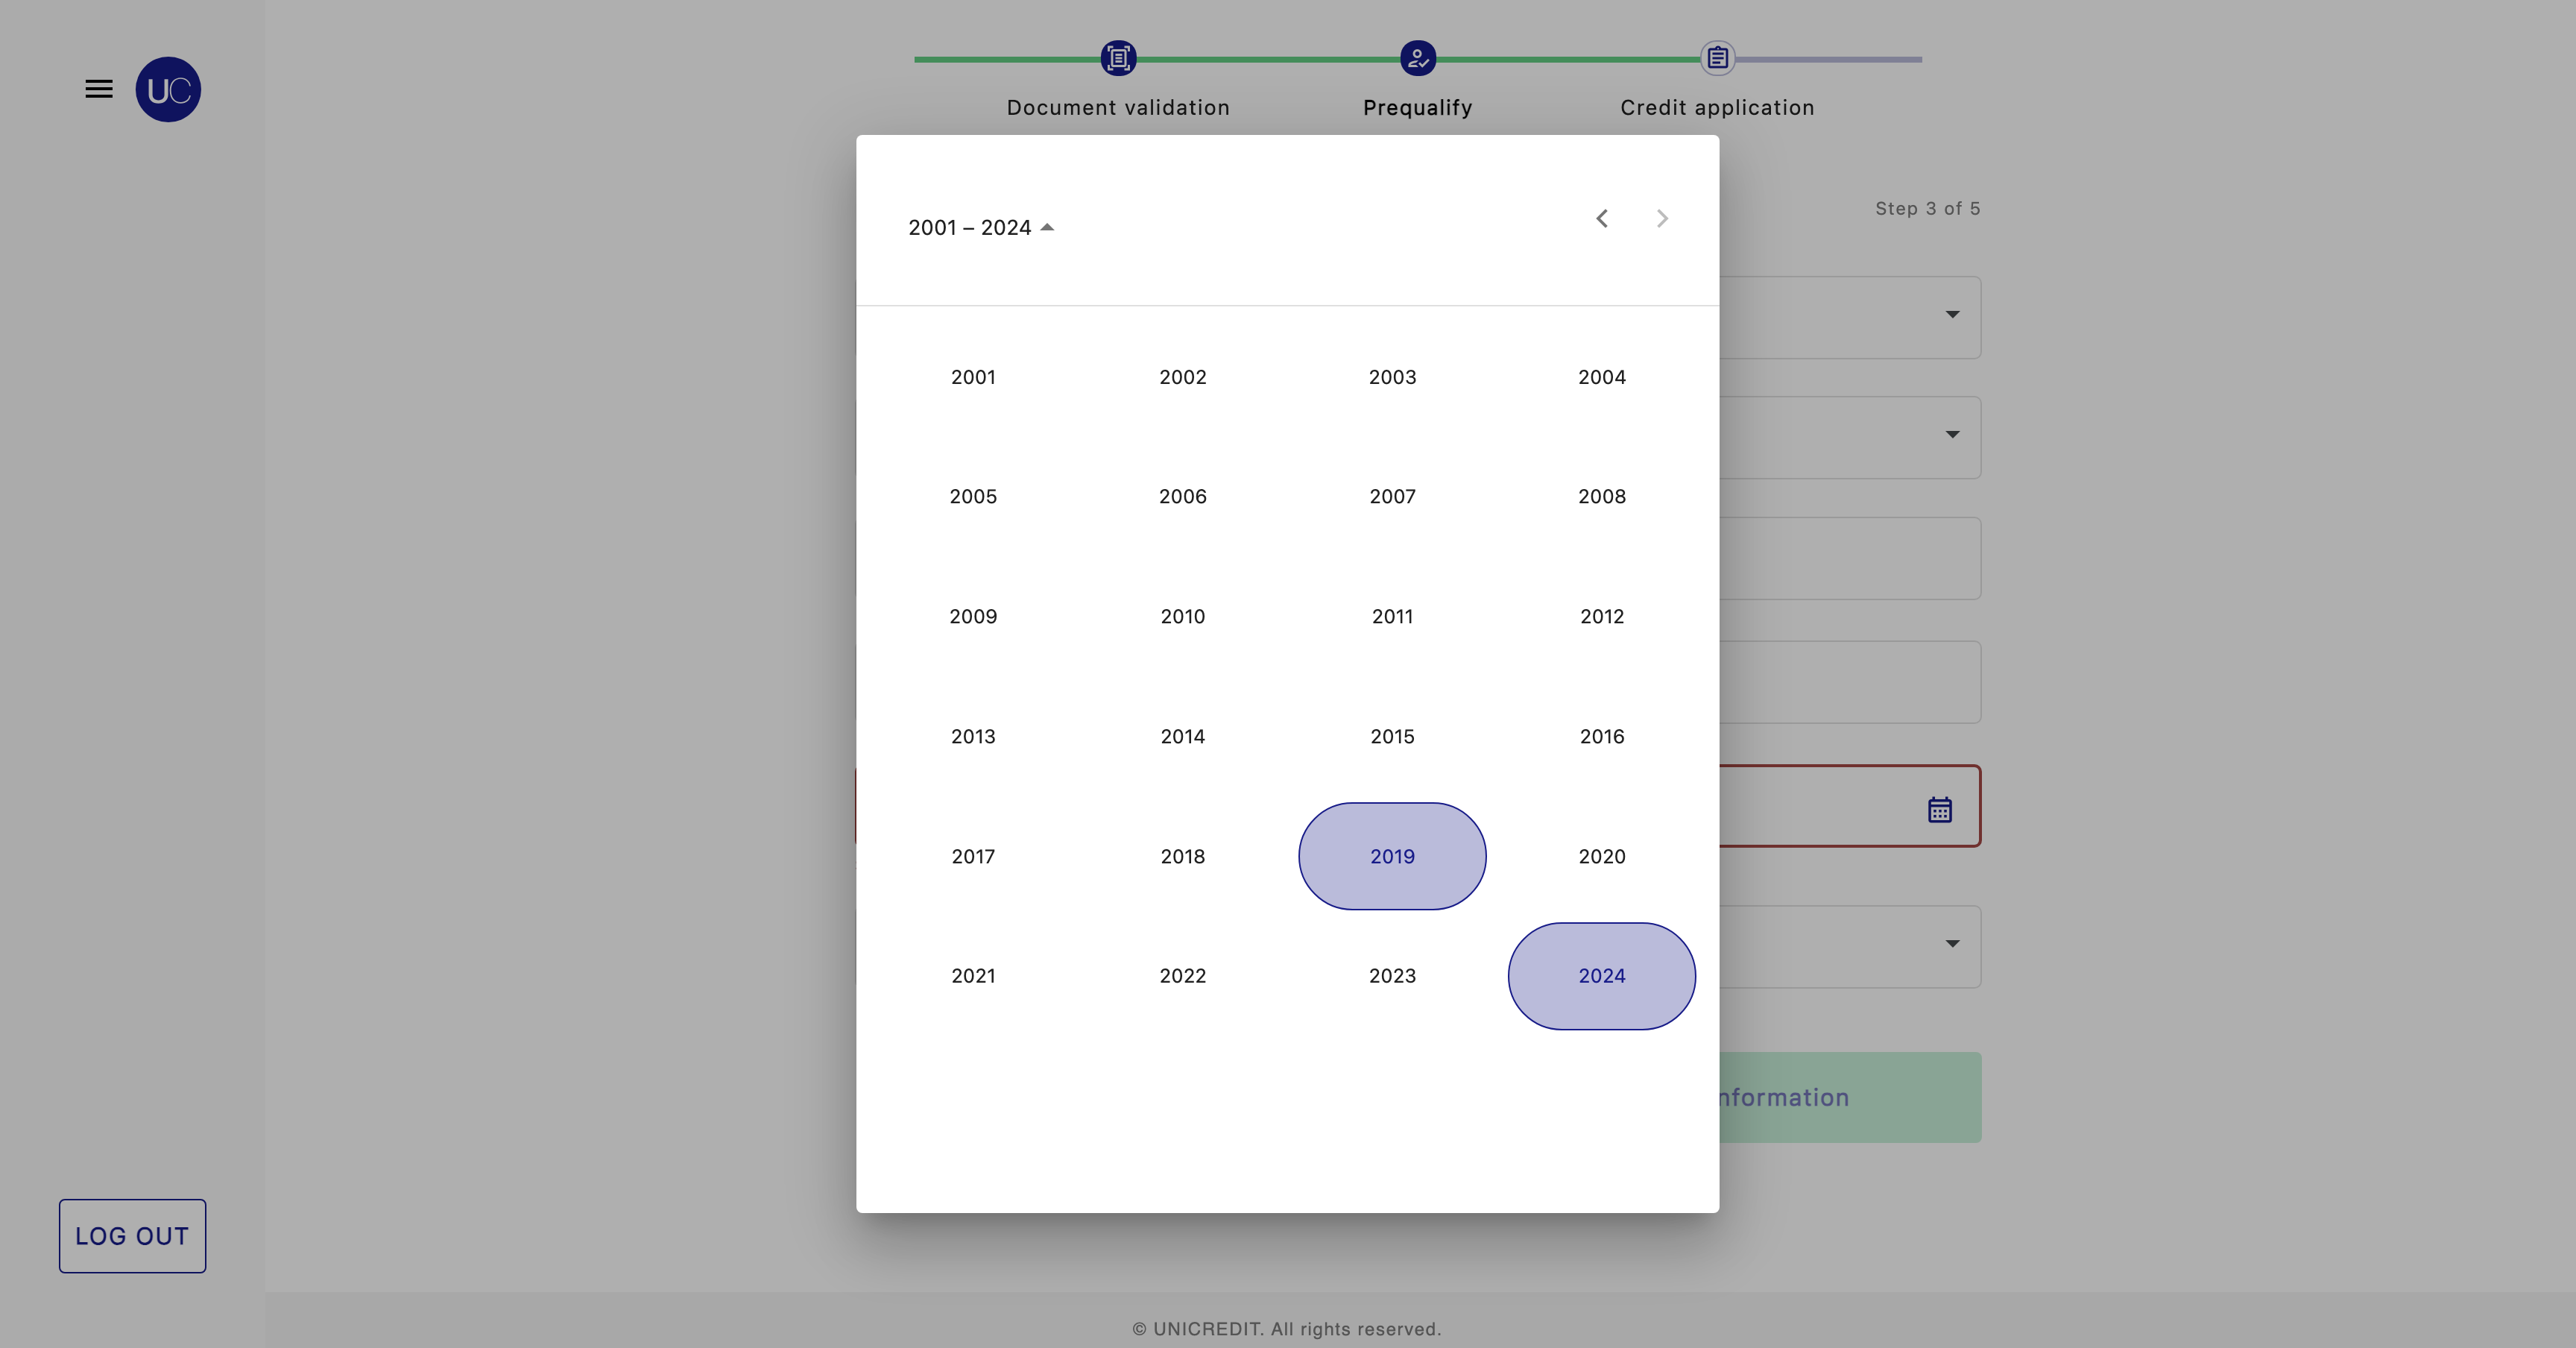 UC
Document validation
Prequalify
Credit application
Step 3 of 5
2001 – 2024
2001 2002 2003 2004
2005 2006 2007 2008
2009 2010 2011 2012
2013 2014 2015 2016
2017 2018 2019 2020
2021 2022 2023 2024
nformation
LOG OUT
© UNICREDIT. All rights reserved.